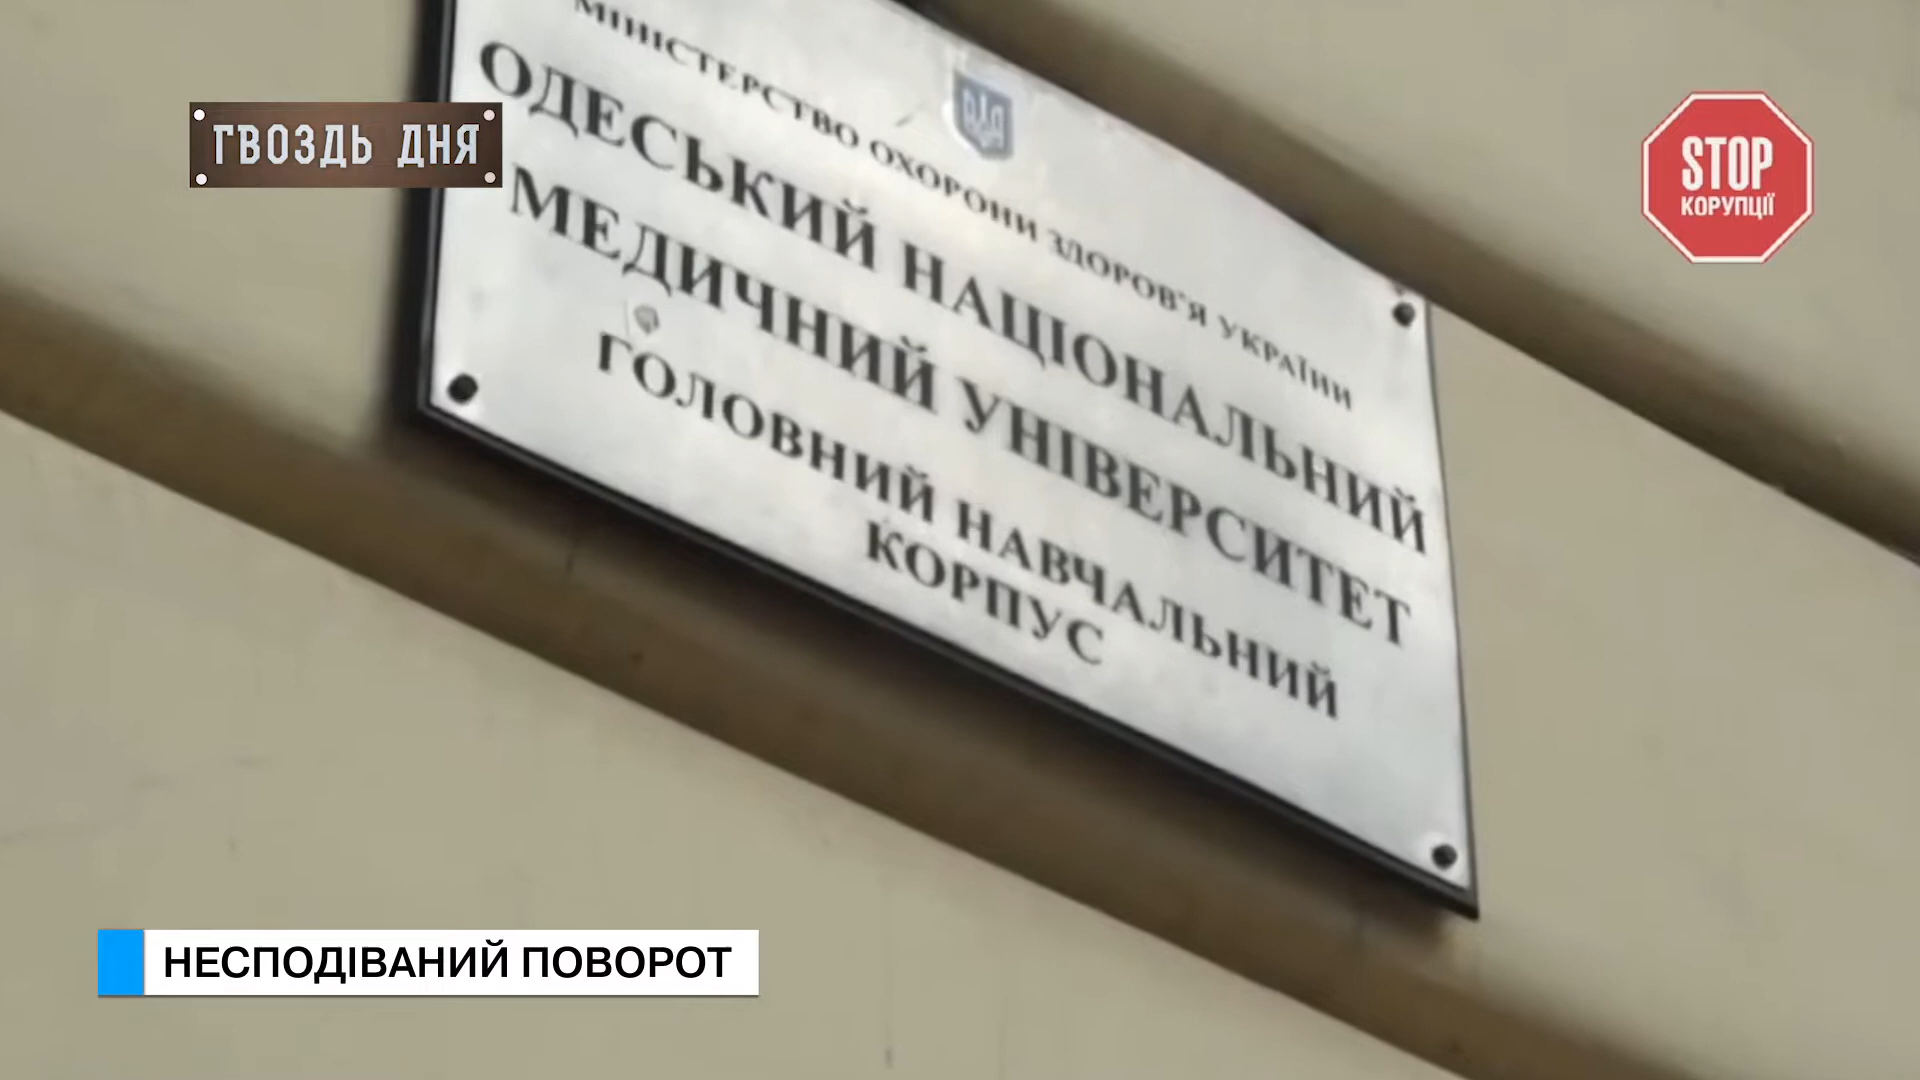 МІНІСТЕРСТВО ОХОРОНИ ЗДОРОВ'Я УКРАЇНИ
ОДЕСЬКИЙ НАЦІОНАЛЬНИЙ
МЕДИЧНИЙ УНІВЕРСИТЕТ
ГОЛОВНИЙ НАВЧАЛЬНИЙ
КОРПУС
ГВОЗДЬ ДНЯ
STOP
КОРУПЦІЇ
НЕСПОДІВАНИЙ ПОВОРОТ